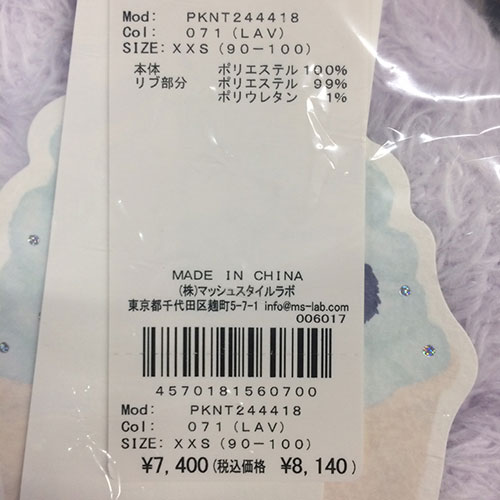 Mod: PKNT244418
Col: 071(LAV)
SIZE: XXS(90-100)
本体 ポリエステル 100%
リブ部分 ポリエステル 99%
ポリウレタン 1%
MADE IN CHINA
(株)マッシュスタイルラボ
東京都千代田区麹町5-7-1 info@ms-lab.com
006017
4570181560700
Mod: PKNT244418
Col: 071(LAV)
SIZE: XXS(90-100)
¥7,400(税込価格 ¥8,140)